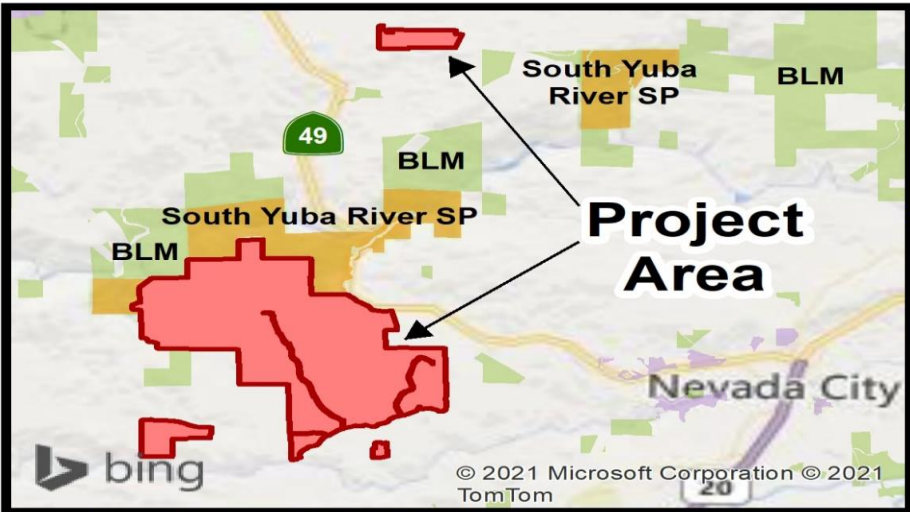 South Yuba
River SP
BLM
49
BLM
South Yuba River SP
BLM
Project
Area
Nevada City
bing
© 2021 Microsoft Corporation © 2021
TomTom
20